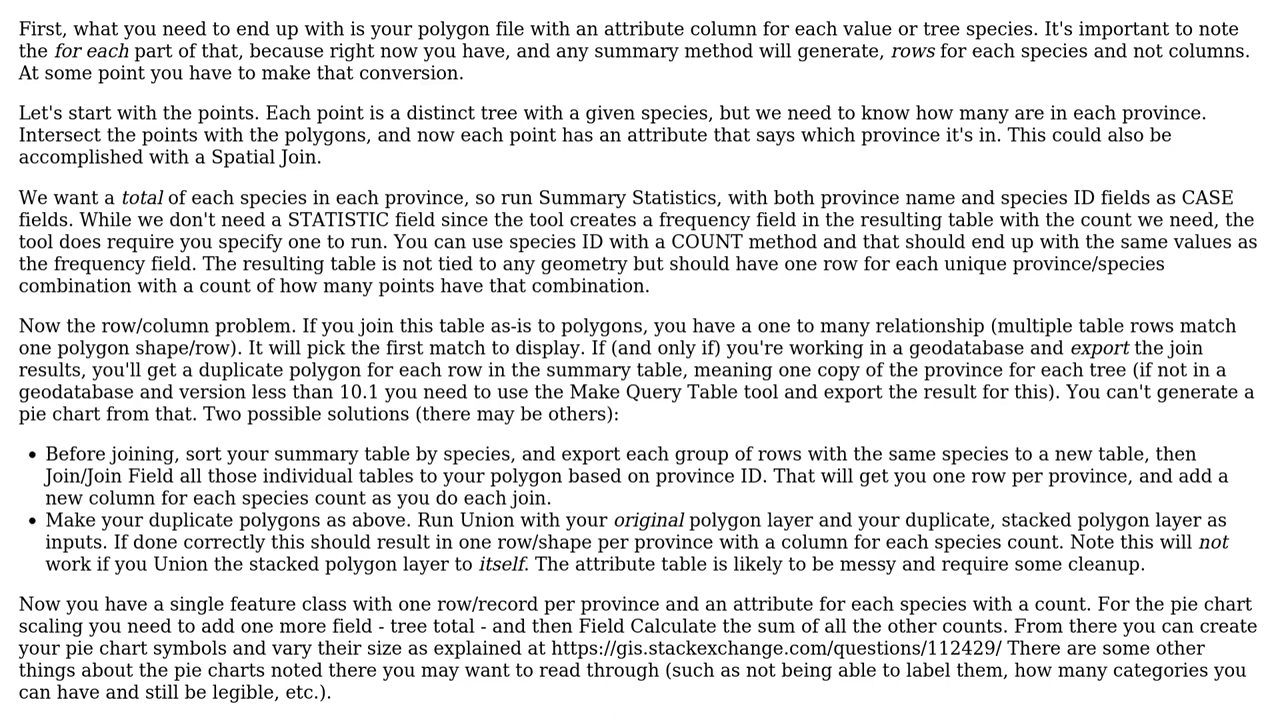 First, what you need to end up with is your polygon file with an attribute column for each value or tree species. It's important to note
the for each part of that, because right now you have, and any summary method will generate, rows for each species and not columns.
At some point you have to make that conversion.
Let's start with the points. Each point is a distinct tree with a given species, but we need to know how many are in each province.
Intersect the points with the polygons, and now each point has an attribute that says which province it's in. This could also be
accomplished with a Spatial Join.
We want a total of each species in each province, so run Summary Statistics, with both province name and species ID fields as CASE
fields. While we don't need a STATISTIC field since the tool creates a frequency field in the resulting table with the count we need, the
tool does require you specify one to run. You can use species ID with a COUNT method and that should end up with the same values as
the frequency field. The resulting table is not tied to any geometry but should have one row for each unique province/species
combination with a count of how many points have that combination.
Now the row/column problem. If you join this table as-is to polygons, you have a one to many relationship (multiple table rows match
one polygon shape/row). It will pick the first match to display. If (and only if) you're working in a geodatabase and export the join
results, you'll get a duplicate polygon for each row in the summary table, meaning one copy of the province for each tree (if not in a
geodatabase and version less than 10.1 you need to use the Make Query Table tool and export the result for this). You can't generate a
pie chart from that. Two possible solutions (there may be others):
• Before joining, sort your summary table by species, and export each group of rows with the same species to a new table, then
Join/Join Field all those individual tables to your polygon based on province ID. That will get you one row per province, and add a
new column for each species count as you do each join.
• Make your duplicate polygons as above. Run Union with your original polygon layer and your duplicate, stacked polygon layer as
inputs. If done correctly this should result in one row/shape per province with a column for each species count. Note this will not
work if you Union the stacked polygon layer to itself. The attribute table is likely to be messy and require some cleanup.
Now you have a single feature class with one row/record per province and an attribute for each species with a count. For the pie chart
scaling you need to add one more field - tree total - and then Field Calculate the sum of all the other counts. From there you can create
your pie chart symbols and vary their size as explained at https://gis.stackexchange.com/questions/112429/ There are some other
things about the pie charts noted there you may want to read through (such as not being able to label them, how many categories you
can have and still be legible, etc.).